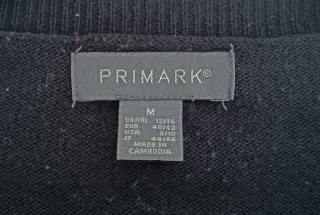 PRIMARK©
M
UK/IRL 12/14
EUR 40/42
USA 8/10
IT 44/46
MADE IN
CAMBODIA